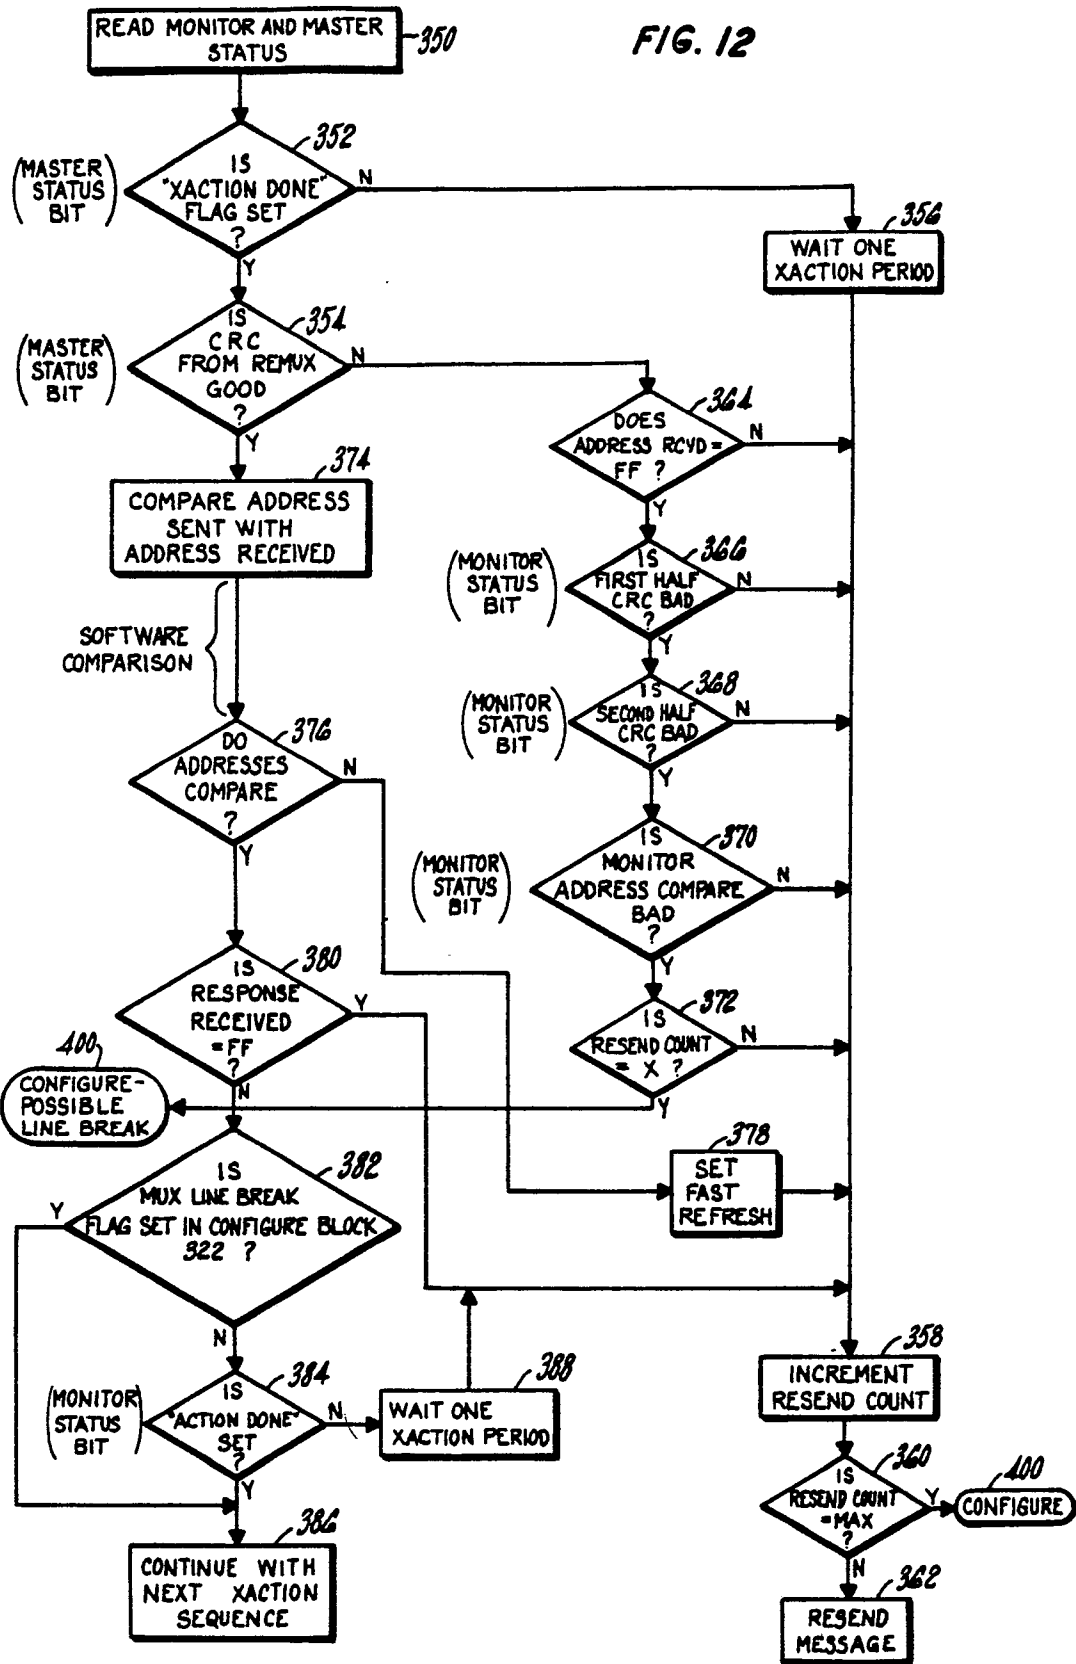 READ MONITOR AND MASTER
STATUS
350
FIG. 12
352
(MASTER
STATUS
BIT)
IS
"XACTION DONE"
FLAG SET
?
N
Y
356
WAIT ONE
XACTION PERIOD
354
(MASTER
STATUS
BIT)
IS
CRC
FROM REMUX
GOOD
?
N
Y
364
DOES
ADDRESS RCVD =
FF ?
N
Y
374
COMPARE ADDRESS
SENT WITH
ADDRESS RECEIVED
366
(MONITOR
STATUS
BIT)
IS
FIRST HALF
CRC BAD
?
N
Y
SOFTWARE
COMPARISON
368
(MONITOR
STATUS
BIT)
IS
SECOND HALF
CRC BAD
?
N
Y
376
DO
ADDRESSES
COMPARE
?
N
Y
370
(MONITOR
STATUS
BIT)
IS
MONITOR
ADDRESS COMPARE
BAD
?
N
Y
380
IS
RESPONSE
RECEIVED
=FF
?
Y
N
372
IS
RESEND COUNT
= X ?
N
Y
400
CONFIGURE-
POSSIBLE
LINE BREAK
378
SET
FAST
REFRESH
382
IS
MUX LINE BREAK
FLAG SET IN CONFIGURE BLOCK
322 ?
Y
N
358
INCREMENT
RESEND COUNT
384
(MONITOR
STATUS
BIT)
IS
"ACTION DONE"
SET
?
N
Y
388
WAIT ONE
XACTION PERIOD
360
IS
RESEND COUNT
=MAX
?
Y
N
400
CONFIGURE
386
CONTINUE WITH
NEXT XACTION
SEQUENCE
362
RESEND
MESSAGE